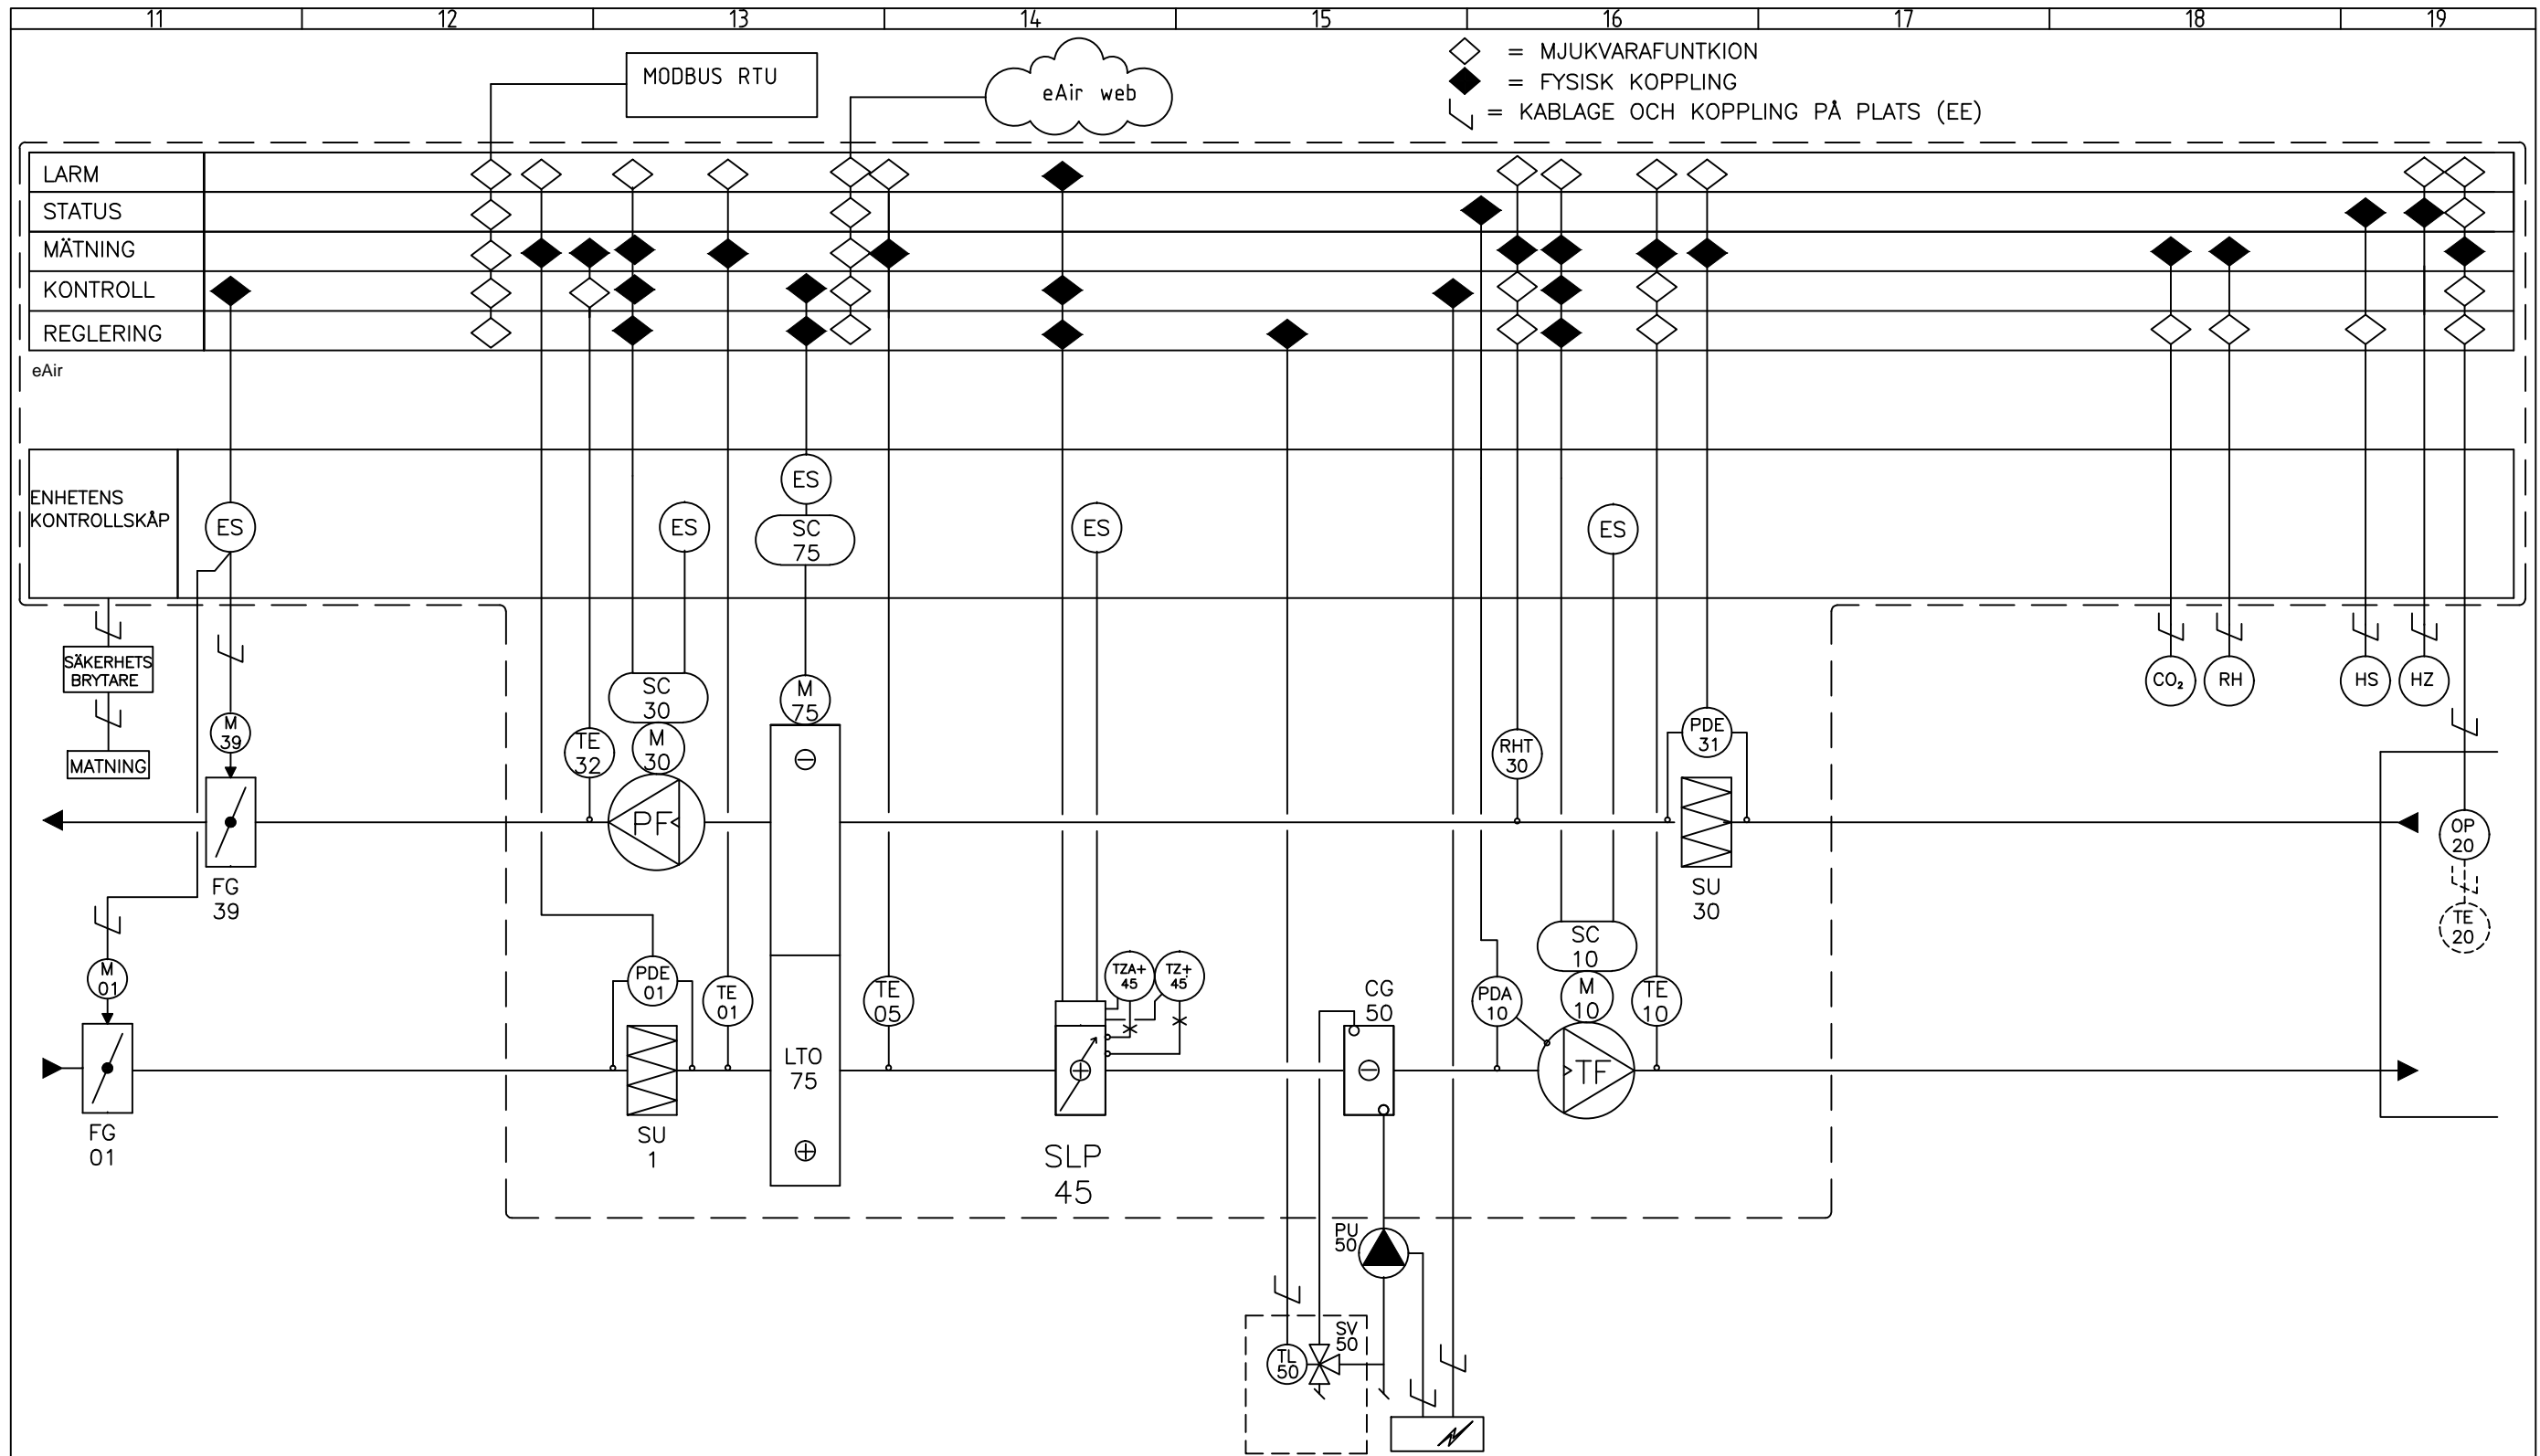 11 12 13 14 15 16 17 18 19
MODBUS RTU
eAir web
= MJUKVARAFUNTKION
= FYSISK KOPPLING
= KABLAGE OCH KOPPLING PÅ PLATS (EE)
LARM
STATUS
MÄTNING
KONTROLL
REGLERING
eAir
ENHETENS
KONTROLLSKÅP
ES
ES
ES
SC
75
ES
ES
SÄKERHETS
BRYTARE
MATNING
M
39
TE
32
SC
30
M
30
M
75
RHT
30
PDE
31
CO₂
RH
HS
HZ
PF
FG
39
SU
30
OP
20
TE
20
M
01
PDE
01
TE
01
TE
05
TZA+
45
TZ+
45
CG
50
PDA
10
SC
10
M
10
TE
10
LTO
75
TF
FG
01
SU
1
SLP
45
PU
50
SV
50
TL
50